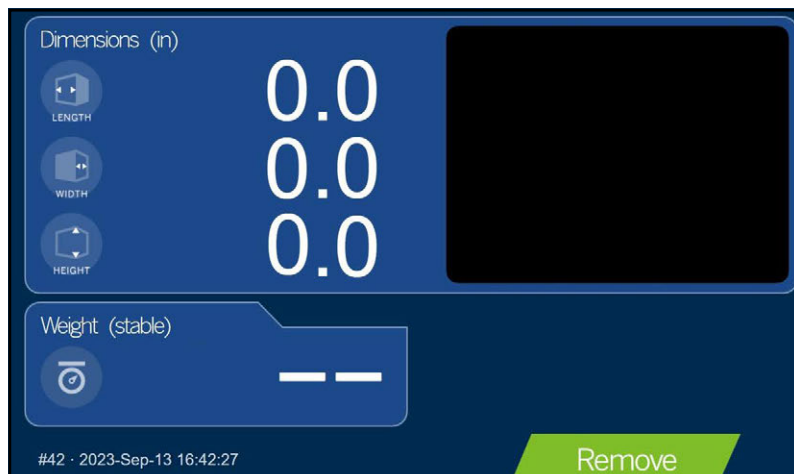 Dimensions (in)
LENGTH
0.0
WIDTH
0.0
HEIGHT
0.0
Weight (stable)
— —
#42 · 2023-Sep-13 16:42:27
Remove